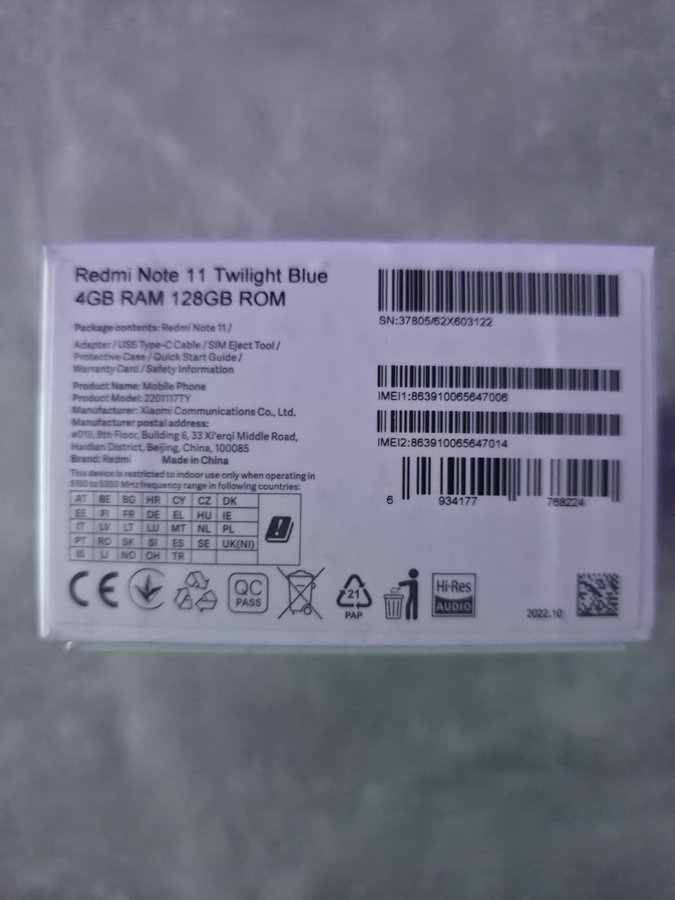 Redmi Note 11 Twilight Blue
4GB RAM 128GB ROM
Package contents: Redmi Note 11 /
Adapter / USB Type-C Cable / SIM Eject Tool /
Protective Case / Quick Start Guide /
Warranty Card / Safety Information
Product Name: Mobile Phone
Product Model: 2201117TY
Manufacturer: Xiaomi Communications Co., Ltd.
Manufacturer postal address:
#019, 9th Floor, Building 6, 33 Xi'erqi Middle Road,
Haidian District, Beijing, China, 100085
Brand: Redmi Made in China
This device is restricted to indoor use only when operating in
5150 to 5350 MHz frequency range in following countries:
AT BE BG HR CY CZ DK
EE FI FR DE EL HU IE
IT LV LT LU MT NL PL
PT RO SK SI ES SE UK(NI)
IS LI NO CH TR
SN:37805/62X603122
IMEI1:863910065647006
IMEI2:863910065647014
6 934177 768224
CE
QC
PASS
21
PAP
Hi-Res
AUDIO
2022.10